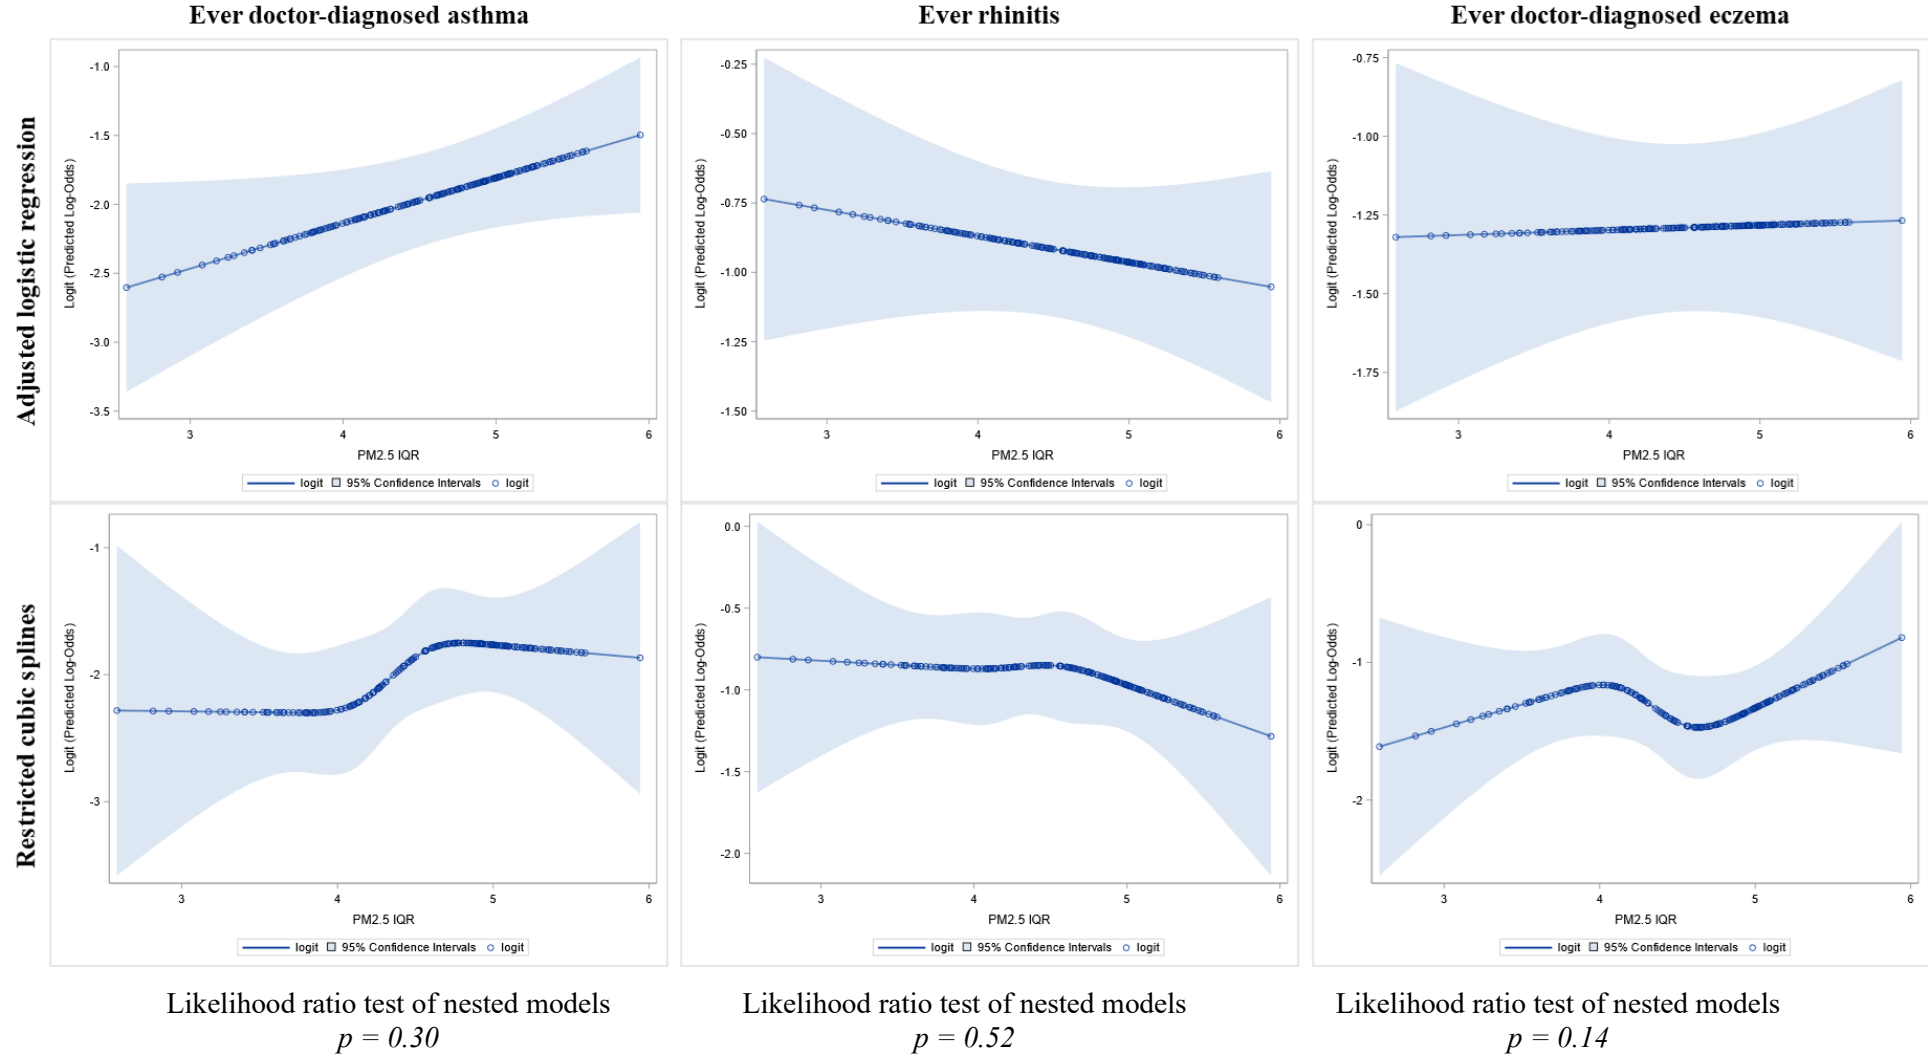 Ever doctor-diagnosed asthma
Ever rhinitis
Ever doctor-diagnosed eczema
Adjusted logistic regression
Logit (Predicted Log-Odds)
-1.0
-1.5
-2.0
-2.5
-3.0
-3.5
3 4 5 6
PM2.5 IQR
logit 95% Confidence Intervals logit
Logit (Predicted Log-Odds)
-0.25
-0.50
-0.75
-1.00
-1.25
-1.50
3 4 5 6
PM2.5 IQR
logit 95% Confidence Intervals logit
Logit (Predicted Log-Odds)
-0.75
-1.00
-1.25
-1.50
-1.75
3 4 5 6
PM2.5 IQR
logit 95% Confidence Intervals logit
Restricted cubic splines
Logit (Predicted Log-Odds)
-1
-2
-3
3 4 5 6
PM2.5 IQR
logit 95% Confidence Intervals logit
Logit (Predicted Log-Odds)
0.0
-0.5
-1.0
-1.5
-2.0
3 4 5 6
PM2.5 IQR
logit 95% Confidence Intervals logit
Logit (Predicted Log-Odds)
0
-1
-2
3 4 5 6
PM2.5 IQR
logit 95% Confidence Intervals logit
Likelihood ratio test of nested models
p = 0.30
Likelihood ratio test of nested models
p = 0.52
Likelihood ratio test of nested models
p = 0.14